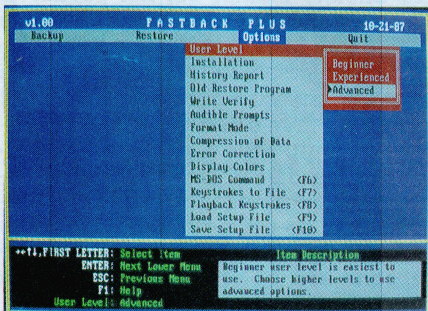 v1.00 FASTBACK PLUS 10-21-87
Backup Restore Options Quit
User Level
Installation
History Report
Old Restore Program
Write Verify
Audible Prompts
Format Mode
Compression of Data
Error Correction
Display Colors
MS-DOS Command <F6>
Keystrokes to File <F7>
Playback Keystrokes <F8>
Load Setup File <F9>
Save Setup File <F10>
Beginner
Experienced
►Advanced
↔↑↓,FIRST LETTER: Select Item
ENTER: Next Lower Menu
ESC: Previous Menu
F1: Help
User Level: Advanced
Item Description
Beginner user level is easiest to
use. Choose higher levels to use
advanced options.